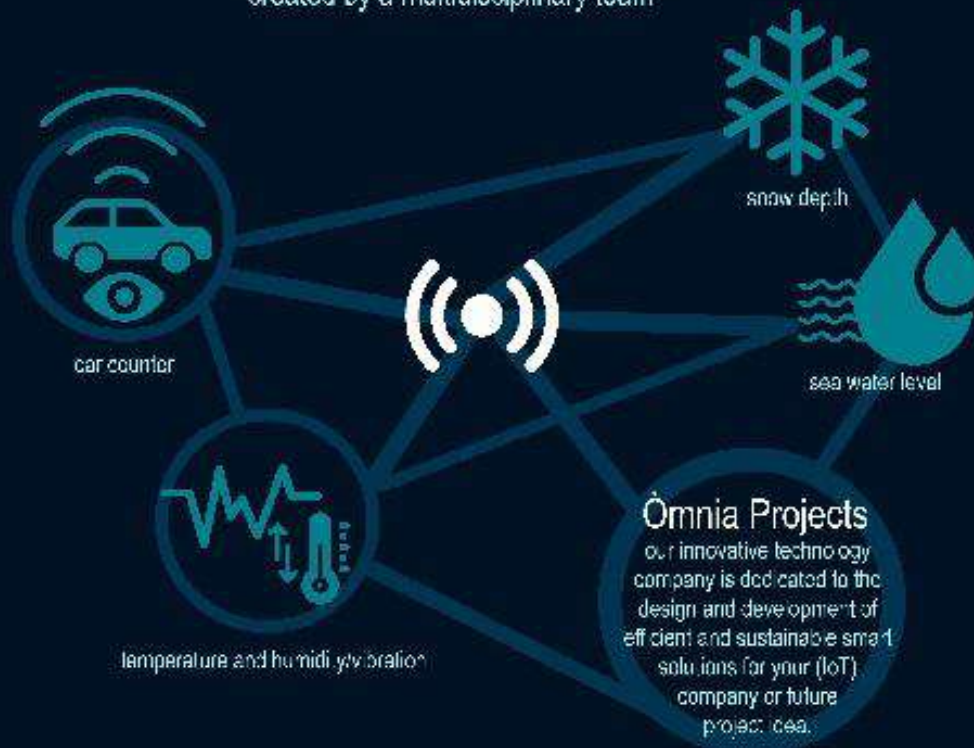 created by a multidisciplinary team
snow depth
car counter
sea water level
temperature and humidity/vibration
Òmnia Projects
our innovative technology
company is dedicated to the
design and development of
efficient and sustainable smart
solutions for your (IoT)
company or future
project idea.